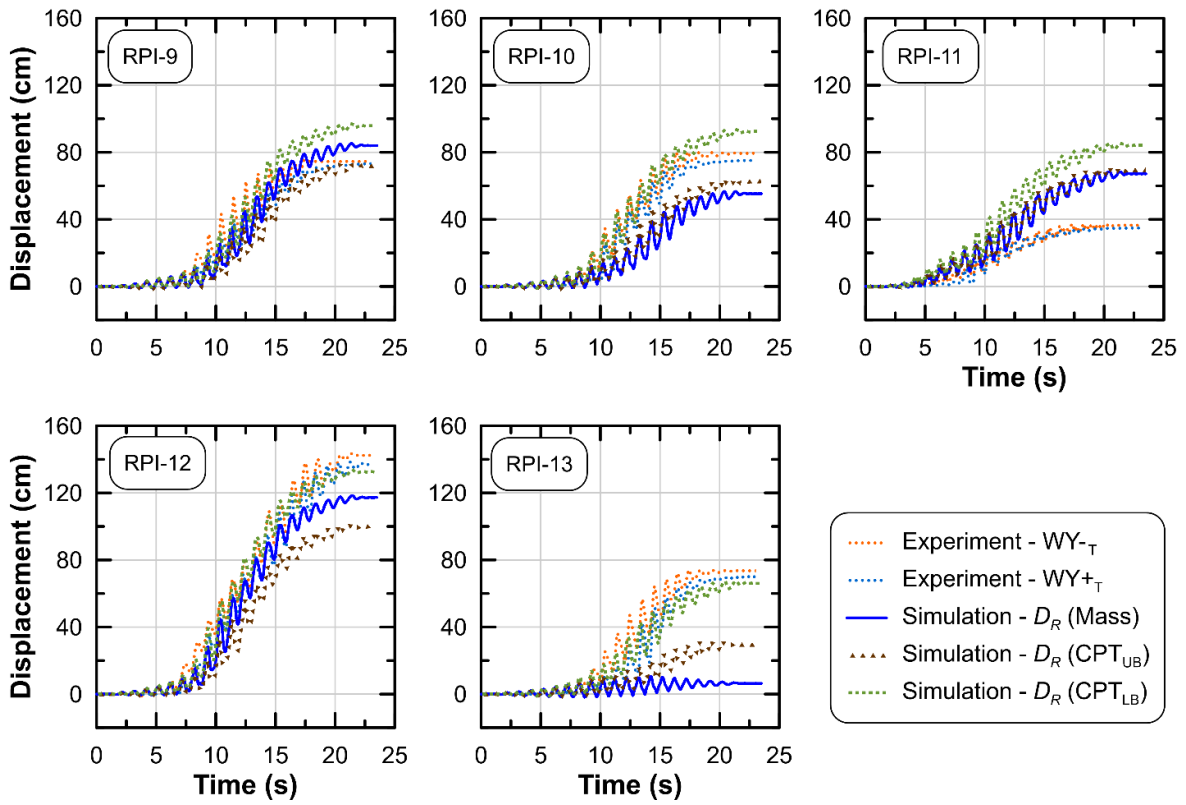 RPI-9
RPI-10
RPI-11
Displacement (cm)
160
120
80
40
0
0 5 10 15 20 25
160
120
80
40
0
0 5 10 15 20 25
160
120
80
40
0
0 5 10 15 20 25
Time (s)
RPI-12
RPI-13
Displacement (cm)
160
120
80
40
0
0 5 10 15 20 25
Time (s)
160
120
80
40
0
0 5 10 15 20 25
Time (s)
Experiment - WY-T
Experiment - WY+T
Simulation - DR (Mass)
Simulation - DR (CPTUB)
Simulation - DR (CPTLB)